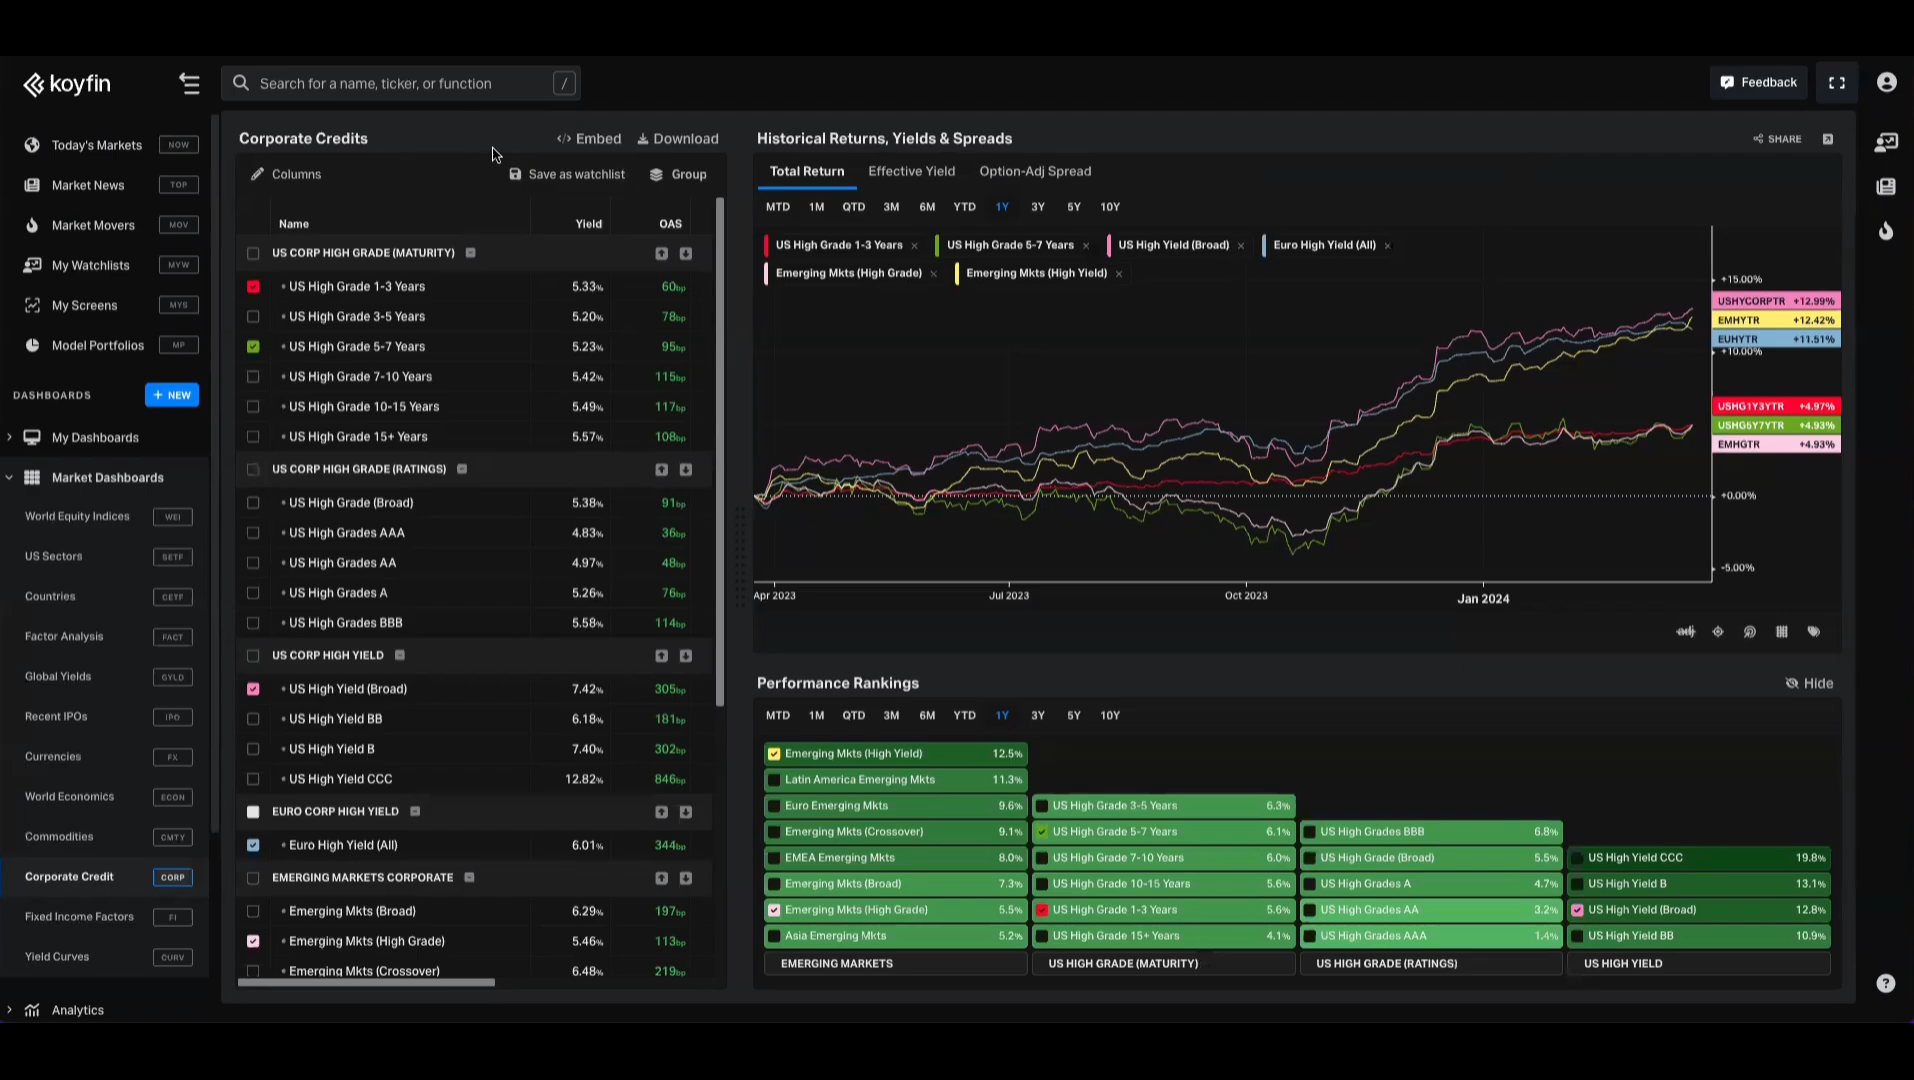 koyfin
Search for a name, ticker, or function /
Feedback
Today's Markets NOW
Market News TOP
Market Movers MOV
My Watchlists MYW
My Screens MYS
Model Portfolios MP
DASHBOARDS + NEW
My Dashboards
Market Dashboards
World Equity Indices WEI
US Sectors SETF
Countries CETF
Factor Analysis FACT
Global Yields GYLD
Recent IPOs IPO
Currencies FX
World Economics ECON
Commodities CMTY
Corporate Credit CORP
Fixed Income Factors FI
Yield Curves CURV
Analytics
Corporate Credits
</> Embed
Download
Columns
Save as watchlist
Group
Name Yield OAS
US CORP HIGH GRADE (MATURITY)
US High Grade 1-3 Years 5.33% 60bp
US High Grade 3-5 Years 5.20% 78bp
US High Grade 5-7 Years 5.23% 95bp
US High Grade 7-10 Years 5.42% 115bp
US High Grade 10-15 Years 5.49% 117bp
US High Grade 15+ Years 5.57% 108bp
US CORP HIGH GRADE (RATINGS)
US High Grade (Broad) 5.38% 91bp
US High Grades AAA 4.83% 36bp
US High Grades AA 4.97% 48bp
US High Grades A 5.26% 76bp
US High Grades BBB 5.58% 114bp
US CORP HIGH YIELD
US High Yield (Broad) 7.42% 305bp
US High Yield BB 6.18% 181bp
US High Yield B 7.40% 302bp
US High Yield CCC 12.82% 846bp
EURO CORP HIGH YIELD
Euro High Yield (All) 6.01% 344bp
EMERGING MARKETS CORPORATE
Emerging Mkts (Broad) 6.29% 197bp
Emerging Mkts (High Grade) 5.46% 113bp
Emerging Mkts (Crossover) 6.48% 219bp
Historical Returns, Yields & Spreads
SHARE
Total Return Effective Yield Option-Adj Spread
MTD 1M QTD 3M 6M YTD 1Y 3Y 5Y 10Y
US High Grade 1-3 Years × US High Grade 5-7 Years × US High Yield (Broad) × Euro High Yield (All) ×
Emerging Mkts (High Grade) × Emerging Mkts (High Yield) ×
+15.00%
USHYCORPTR +12.99%
EMHYTR +12.42%
EUHYTR +11.51%
+10.00%
USHG1Y3YTR +4.97%
USHG5Y7YTR +4.93%
EMHGTR +4.93%
+0.00%
-5.00%
Apr 2023 Jul 2023 Oct 2023 Jan 2024
adj
Performance Rankings
Hide
MTD 1M QTD 3M 6M YTD 1Y 3Y 5Y 10Y
Emerging Mkts (High Yield) 12.5%
Latin America Emerging Mkts 11.3%
Euro Emerging Mkts 9.6%
Emerging Mkts (Crossover) 9.1%
EMEA Emerging Mkts 8.0%
Emerging Mkts (Broad) 7.3%
Emerging Mkts (High Grade) 5.5%
Asia Emerging Mkts 5.2%
EMERGING MARKETS
US High Grade 3-5 Years 6.3%
US High Grade 5-7 Years 6.1%
US High Grade 7-10 Years 6.0%
US High Grade 10-15 Years 5.6%
US High Grade 1-3 Years 5.6%
US High Grade 15+ Years 4.1%
US HIGH GRADE (MATURITY)
US High Grades BBB 6.8%
US High Grade (Broad) 5.5%
US High Grades A 4.7%
US High Grades AA 3.2%
US High Grades AAA 1.4%
US HIGH GRADE (RATINGS)
US High Yield CCC 19.8%
US High Yield B 13.1%
US High Yield (Broad) 12.8%
US High Yield BB 10.9%
US HIGH YIELD
?